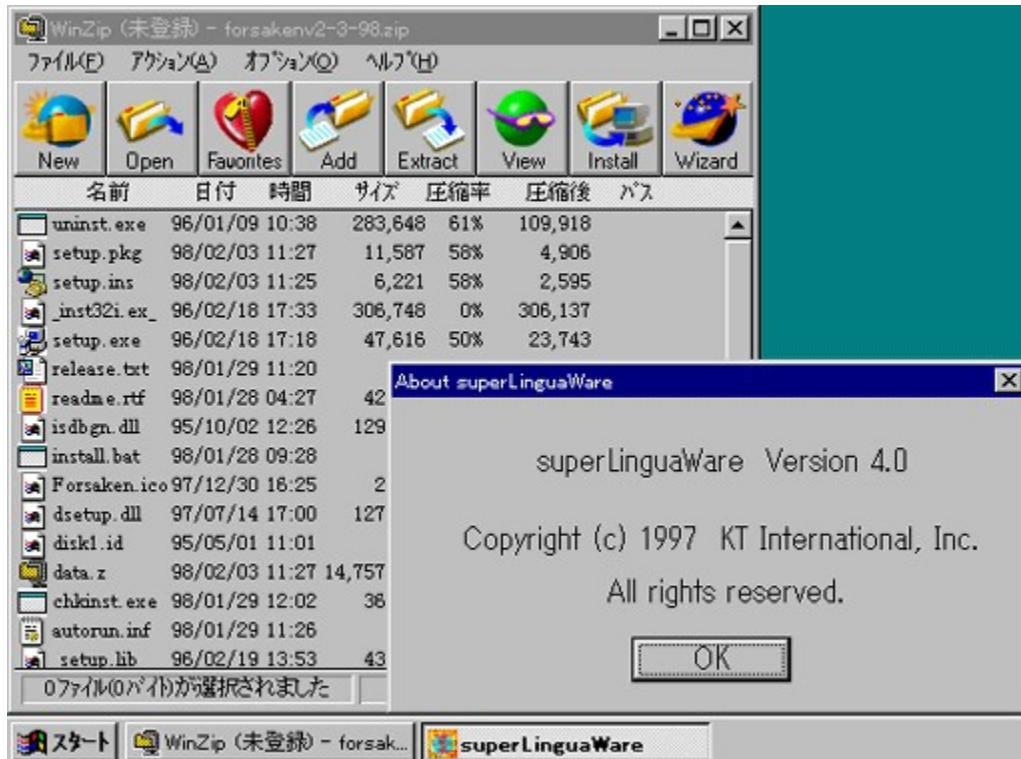 WinZip (未登録) - forsakenv2-3-98.zip
ファイル(F) アクション(A) オプション(O) ヘルプ(H)
New Open Favorites Add Extract View Install Wizard
名前 日付 時間 サイズ 圧縮率 圧縮後 パス
uninst.exe 96/01/09 10:38 283,648 61% 109,918
setup.pkg 98/02/03 11:27 11,587 58% 4,906
setup.ins 98/02/03 11:25 6,221 58% 2,595
_inst32i.ex_ 96/02/18 17:33 306,748 0% 306,137
setup.exe 96/02/18 17:18 47,616 50% 23,743
release.txt 98/01/29 11:20
readme.rtf 98/01/28 04:27 42
isdbgn.dll 95/10/02 12:26 129
install.bat 98/01/28 09:28
Forsaken.ico 97/12/30 16:25 2
dsetup.dll 97/07/14 17:00 127
disk1.id 95/05/01 11:01
data.z 98/02/03 11:27 14,757
chkinst.exe 98/01/29 12:02 36
autorun.inf 98/01/29 11:26
_setup.lib 96/02/19 13:53 43
0ファイル(0バイト)が選択されました
About superLinguaWare
superLinguaWare Version 4.0
Copyright (c) 1997 KT International, Inc.
All rights reserved.
OK
スタート WinZip (未登録) - forsak... superLinguaWare